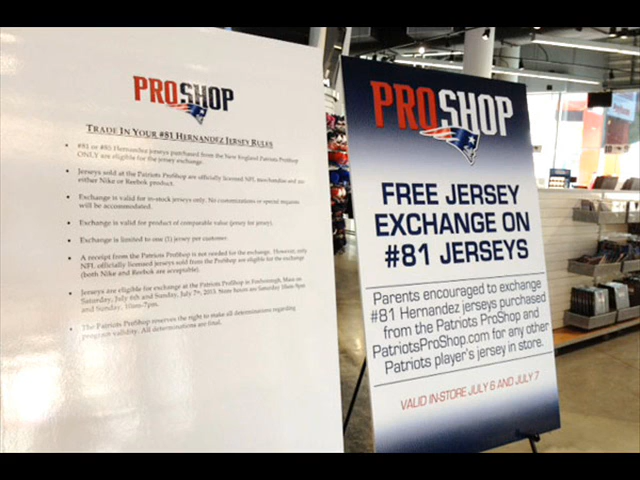 PROSHOP
TRADE IN YOUR #81 HERNANDEZ JERSEY RULES
• #81 or #85 Hernandez jerseys purchased from the New England Patriots ProShop
ONLY are eligible for the jersey exchange.
• Jerseys sold at the Patriots ProShop are officially licensed NFL merchandise and are
either Nike or Reebok product.
• Exchange is valid for in-stock jerseys only. No customizations or special requests
will be accommodated.
• Exchange is valid for product of comparable value (jersey for jersey).
• Exchange is limited to one (1) jersey per customer.
• A receipt from the Patriots ProShop is not needed for the exchange. However, only
NFL officially licensed jerseys sold from the ProShop are eligible for the exchange
(both Nike and Reebok are acceptable).
• Jerseys are eligible for exchange at the Patriots ProShop in Foxborough, Mass on
Saturday, July 6th and Sunday, July 7th, 2013. Store hours are Saturday 10am-9pm
and Sunday, 10am-7pm.
• The Patriots ProShop reserves the right to make all determinations regarding
program validity. All determinations are final.
PROSHOP
FREE JERSEY
EXCHANGE ON
#81 JERSEYS
Parents encouraged to exchange
#81 Hernandez jerseys purchased
from the Patriots ProShop and
PatriotsProShop.com for any other
Patriots player's jersey in store.
VALID IN-STORE JULY 6 AND JULY 7